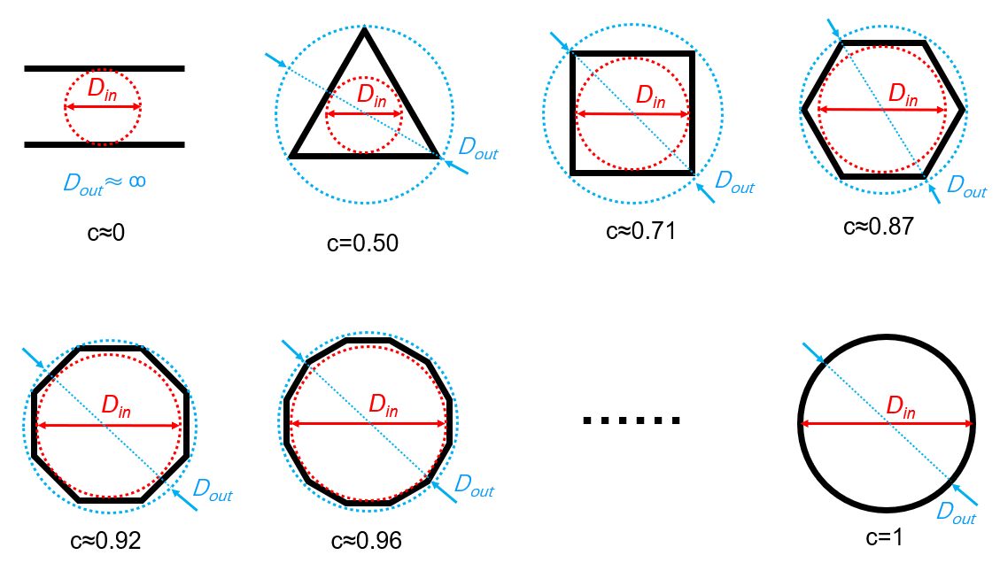 D_in
D_out≈ ∞
c≈0
D_in
D_out
c=0.50
D_in
D_out
c≈0.71
D_in
D_out
c≈0.87
D_in
D_out
c≈0.92
D_in
D_out
c≈0.96
......
D_in
D_out
c=1